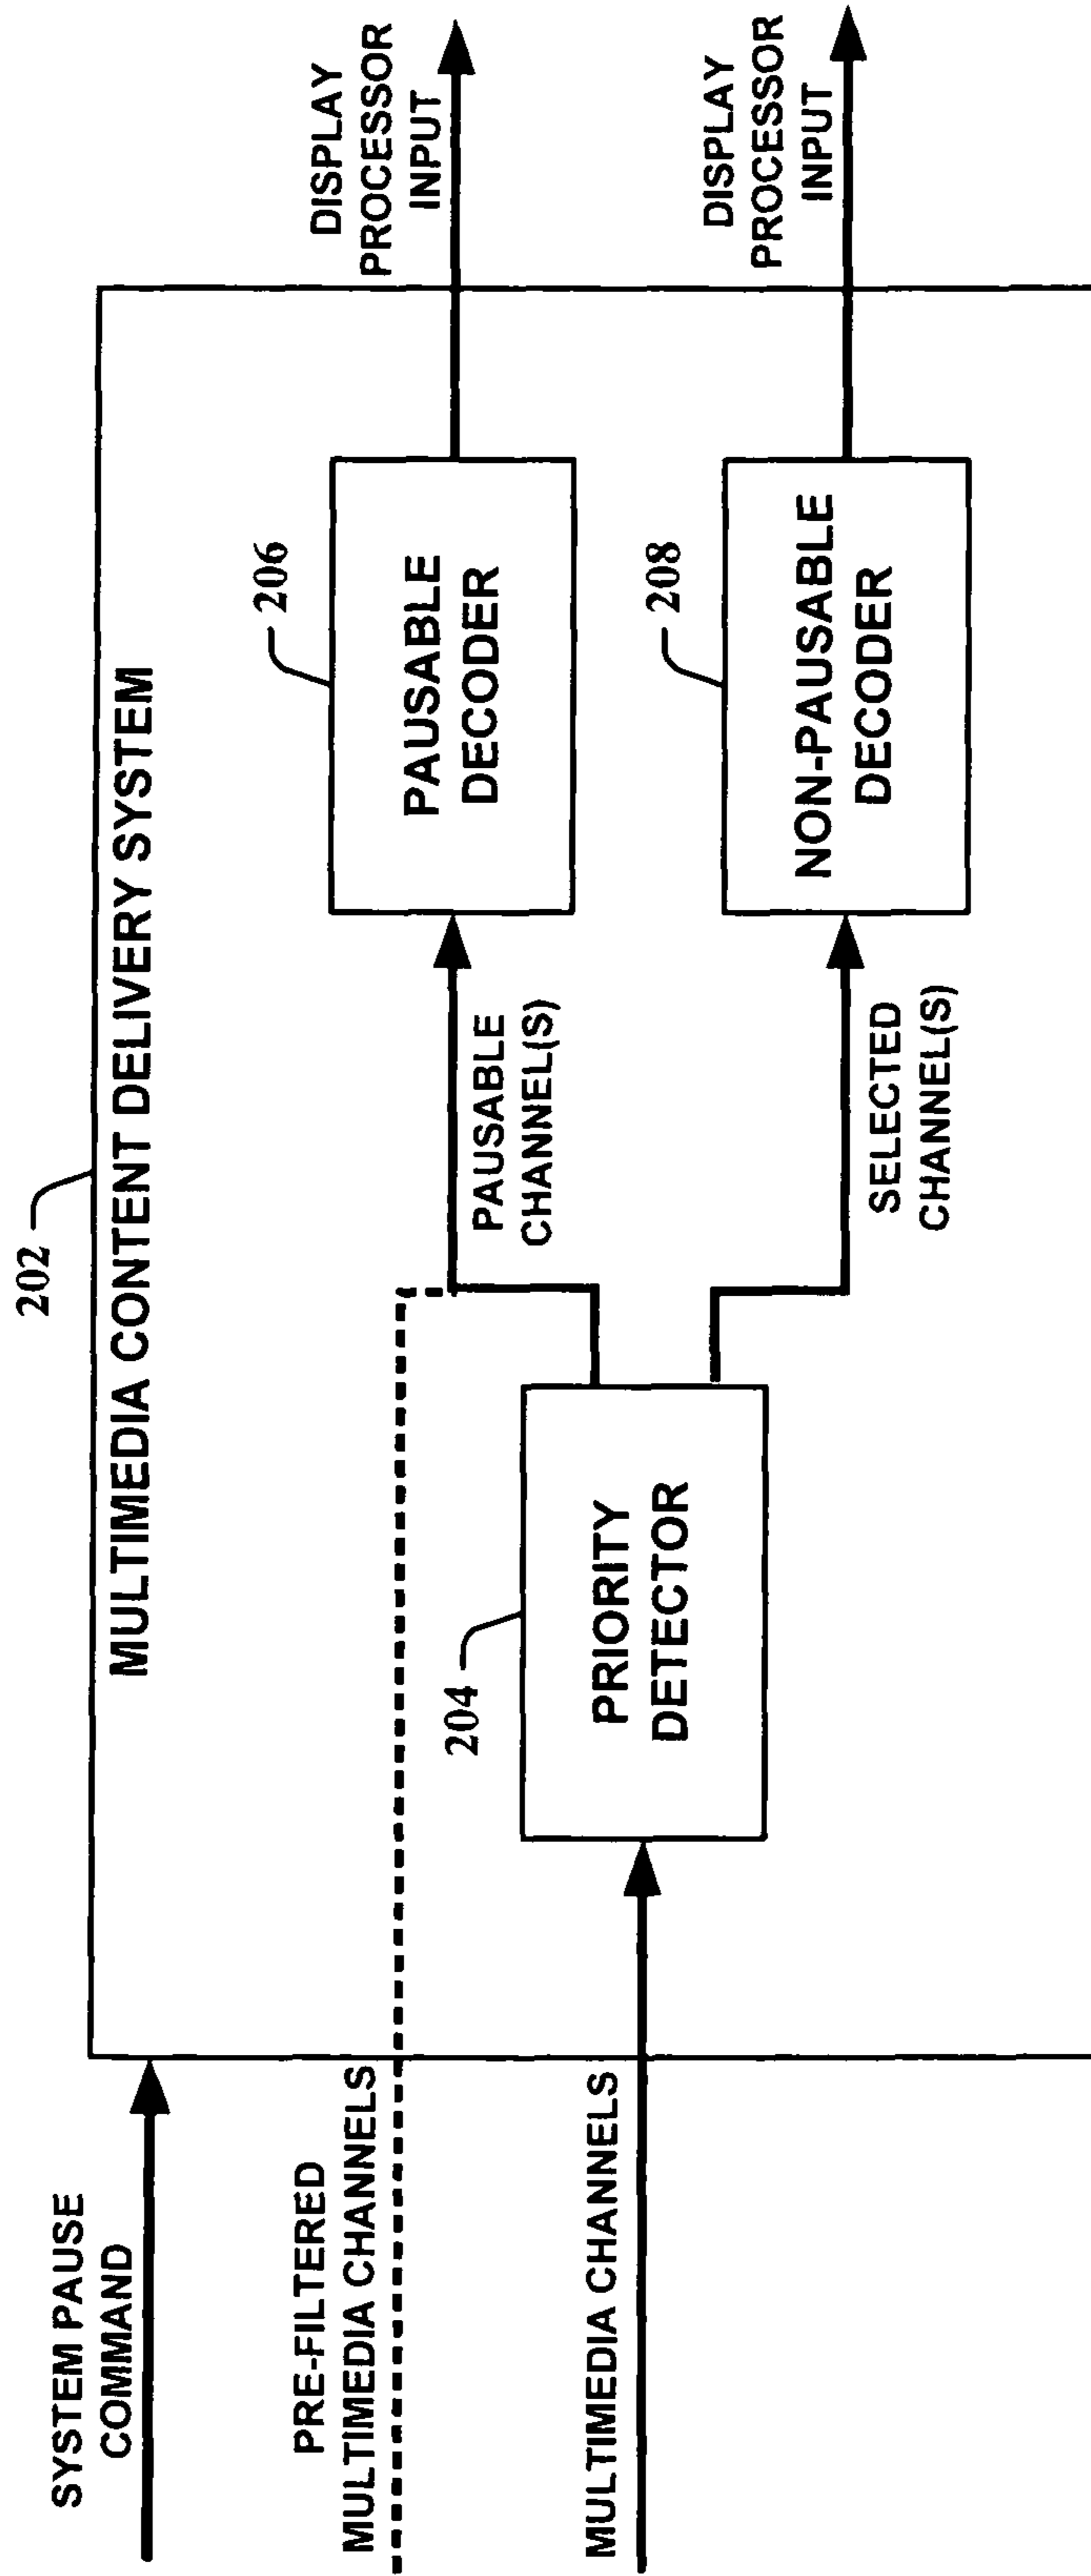 202
MULTIMEDIA CONTENT DELIVERY SYSTEM
SYSTEM PAUSE
COMMAND
PRE-FILTERED
MULTIMEDIA CHANNELS
MULTIMEDIA CHANNELS
204
PRIORITY
DETECTOR
PAUSABLE
CHANNEL(S)
SELECTED
CHANNEL(S)
206
PAUSABLE
DECODER
208
NON-PAUSABLE
DECODER
DISPLAY
PROCESSOR
INPUT
DISPLAY
PROCESSOR
INPUT